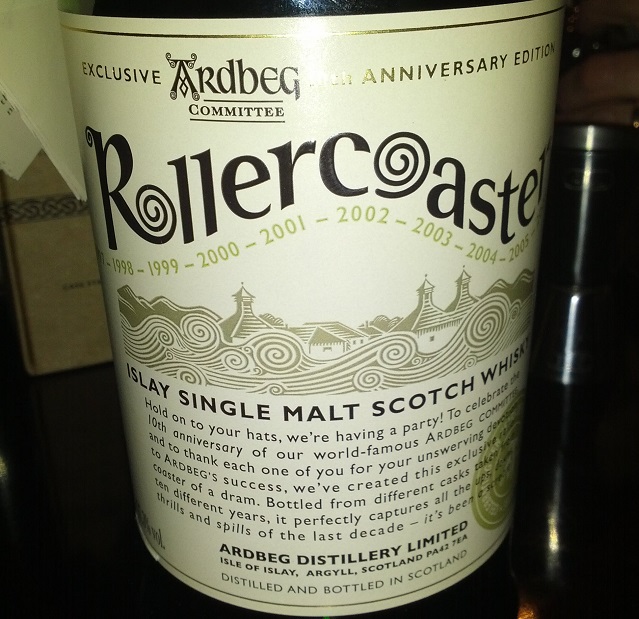 EXCLUSIVE ARdbeG ANNIVERSARY EDITION
COMMITTEE
Rollercoaster
-1998-1999-2000-2001-2002-2003-2004-2005
ISLAY SINGLE MALT SCOTCH WHISKY
Hold on to your hats, we're having a party! To celebrate the
10th anniversary of our world-famous ARDBEG COMMITTEE
and to thank each one of you for your unswerving
to ARDBEG's success, we've created this exclusive
coaster of a dram. Bottled from different casks taken
ten different years, it perfectly captures all the ups
thrills and spills of the last decade – it's been
vol.
ARDBEG DISTILLERY LIMITED
ISLE OF ISLAY, ARGYLL, SCOTLAND PA42 7EA
DISTILLED AND BOTTLED IN SCOTLAND